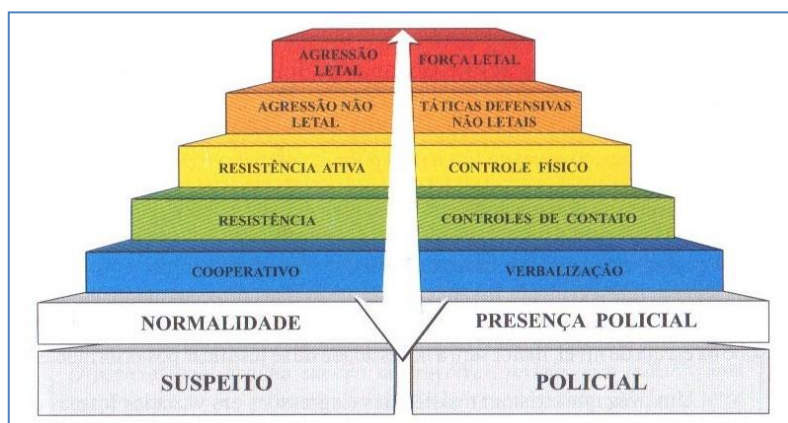 AGRESSÃO
LETAL
FORÇA LETAL
AGRESSÃO NÃO
LETAL
TÁTICAS DEFENSIVAS
NÃO LETAIS
RESISTÊNCIA ATIVA
CONTROLE FÍSICO
RESISTÊNCIA
CONTROLES DE CONTATO
COOPERATIVO
VERBALIZAÇÃO
NORMALIDADE
PRESENÇA POLICIAL
SUSPEITO
POLICIAL